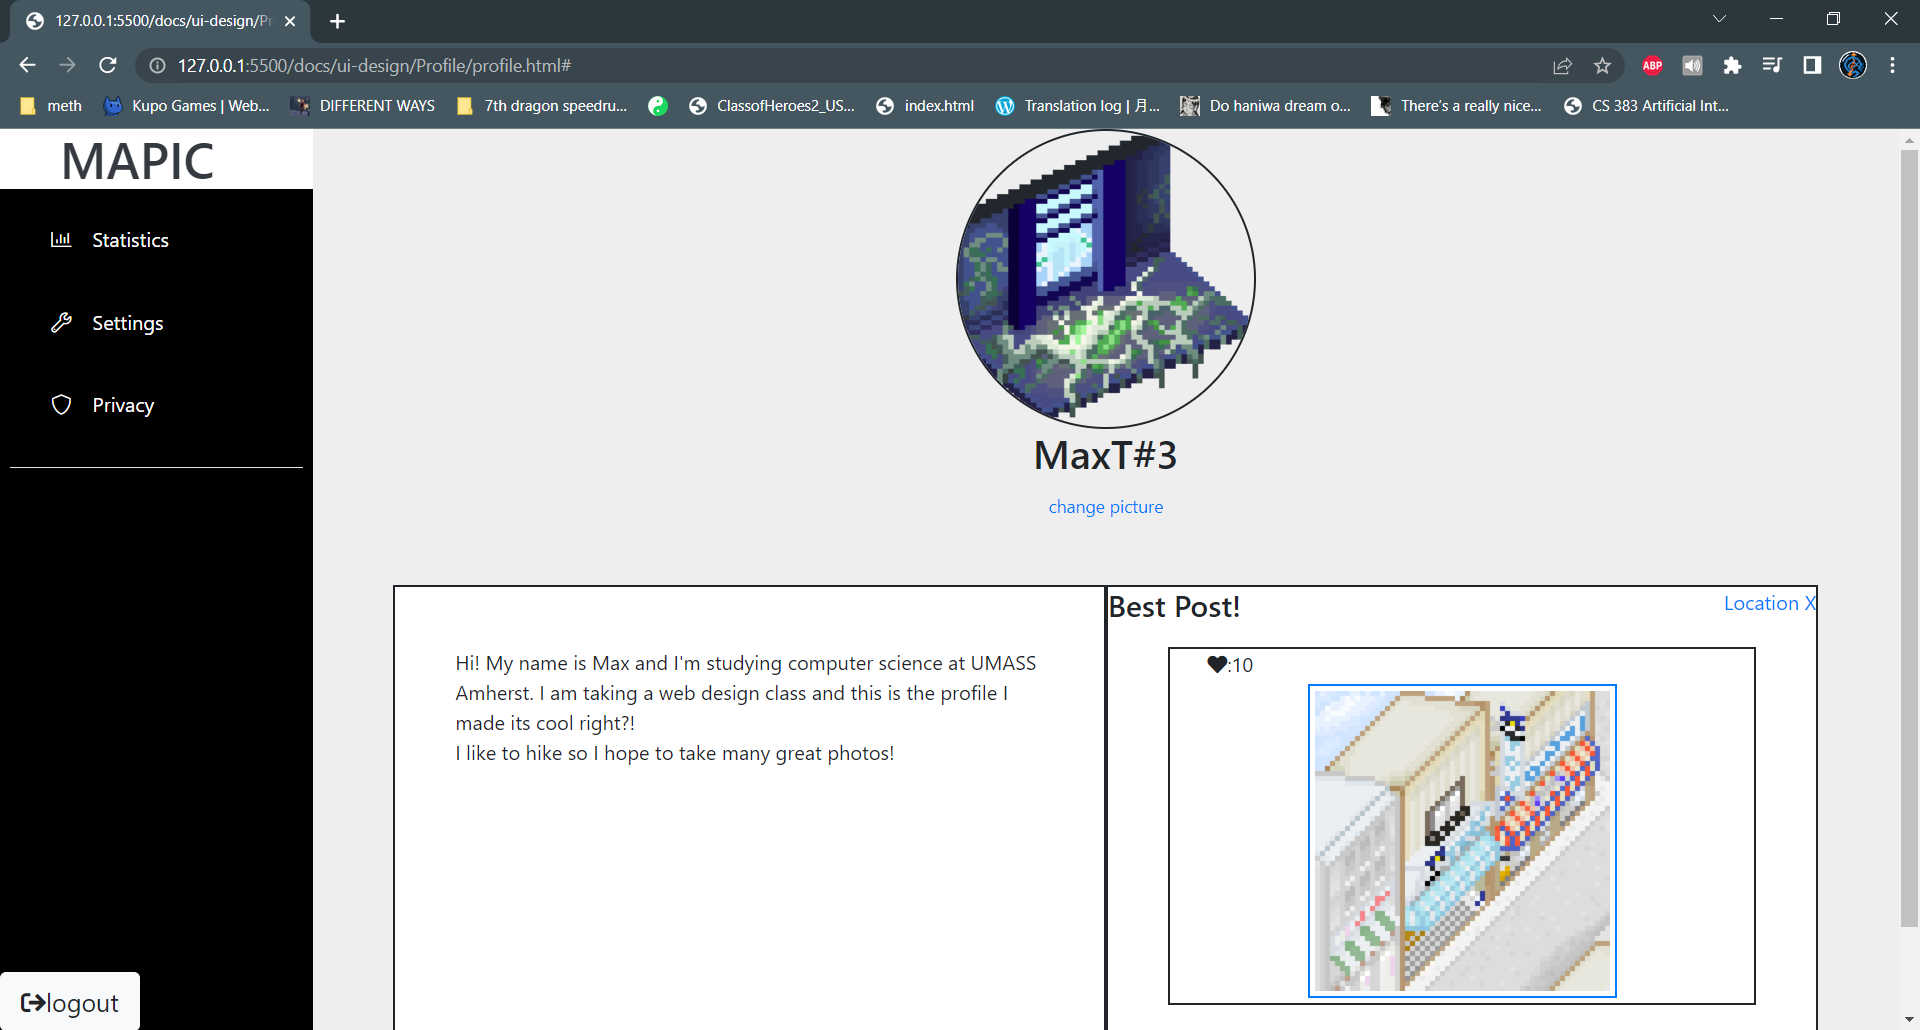 127.0.0.1:5500/docs/ui-design/Pr
127.0.0.1:5500/docs/ui-design/Profile/profile.html#
ABP
meth
Kupo Games | Web...
DIFFERENT WAYS
7th dragon speedru...
ClassofHeroes2_US...
index.html
Translation log | 月...
Do haniwa dream o...
There's a really nice...
CS 383 Artificial Int...
MAPIC
Statistics
Settings
Privacy
logout
MaxT#3
change picture
Hi! My name is Max and I'm studying computer science at UMASS
Amherst. I am taking a web design class and this is the profile I
made its cool right?!
I like to hike so I hope to take many great photos!
Best Post!
Location X
:10